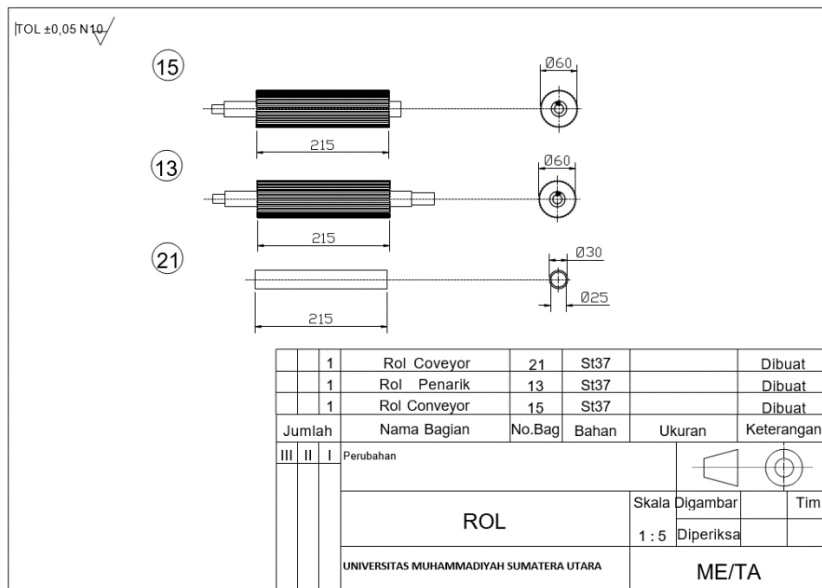 TOL ±0,05 N10
15
Ø60
215
13
Ø60
215
21
Ø30
Ø25
215
1 Rol Coveyor 21 St37 Dibuat
1 Rol Penarik 13 St37 Dibuat
1 Rol Conveyor 15 St37 Dibuat
Jumlah Nama Bagian No.Bag Bahan Ukuran Keterangan
III II I Perubahan
ROL
Skala Digambar Tim
1 : 5 Diperiksa
UNIVERSITAS MUHAMMADIYAH SUMATERA UTARA
ME/TA